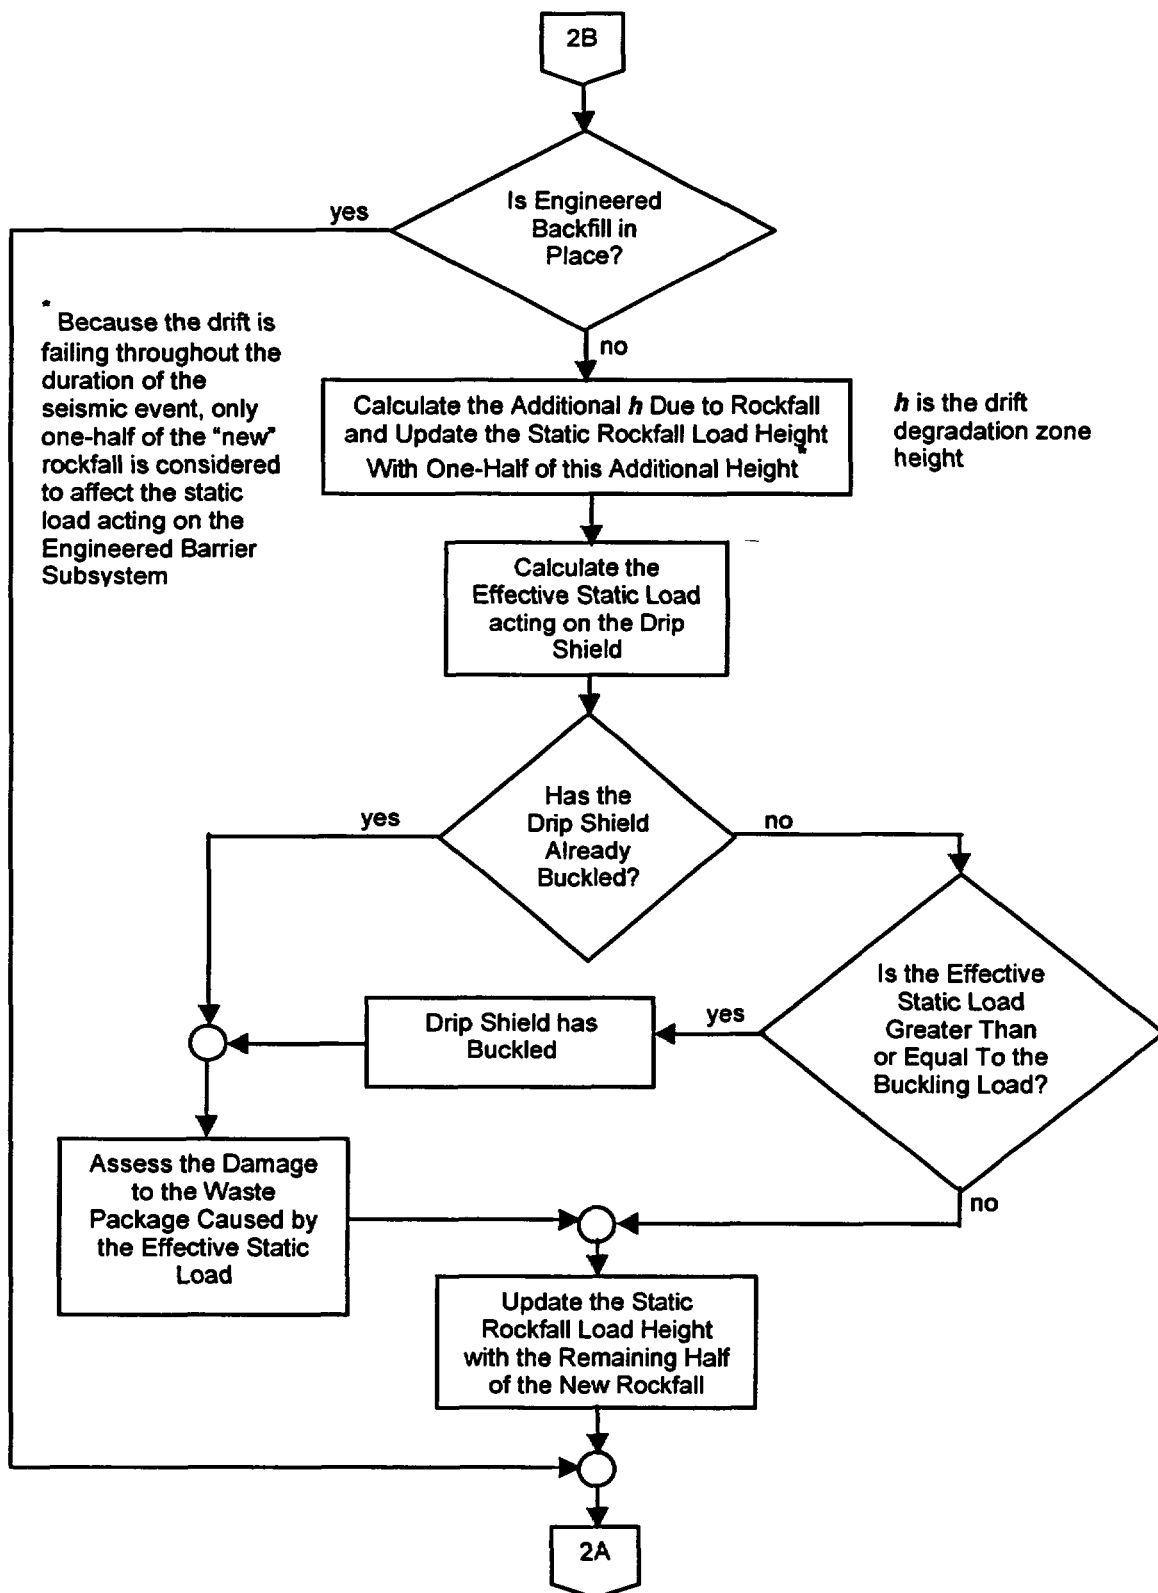 2B
Is Engineered
Backfill in
Place?
yes
no
* Because the drift is
failing throughout the
duration of the
seismic event, only
one-half of the "new"
rockfall is considered
to affect the static
load acting on the
Engineered Barrier
Subsystem
Calculate the Additional h Due to Rockfall
and Update the Static Rockfall Load Height
With One-Half of this Additional Height*
h is the drift
degradation zone
height
Calculate the
Effective Static Load
acting on the Drip
Shield
Has the
Drip Shield
Already
Buckled?
yes
no
Is the Effective
Static Load
Greater Than
or Equal To the
Buckling Load?
yes
Drip Shield has
Buckled
no
Assess the Damage
to the Waste
Package Caused by
the Effective Static
Load
Update the Static
Rockfall Load Height
with the Remaining Half
of the New Rockfall
2A